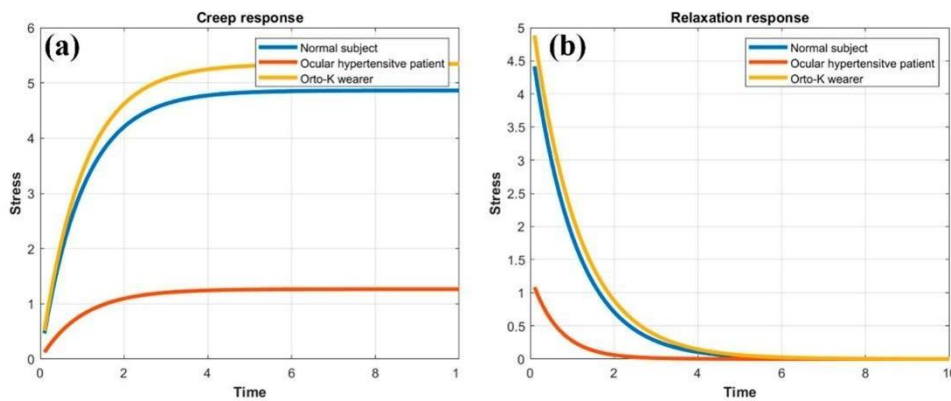 Creep response
(a)
Normal subject
Ocular hypertensitve patient
Orto-K wearer
Stress
6
5
4
3
2
1
0
0 2 4 6 8 1
Time
Relaxation response
(b)
Normal subject
Ocular hypertensitve patient
Orto-K wearer
Stress
5
4.5
4
3.5
3
2.5
2
1.5
1
0.5
0
0 2 4 6 8 10
Time